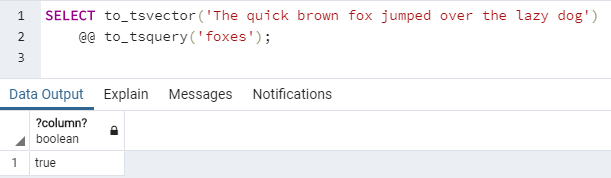 1 SELECT to_tsvector('The quick brown fox jumped over the lazy dog')
2 @@ to_tsquery('foxes');
3
Data Output Explain Messages Notifications
?column?
boolean
1 true